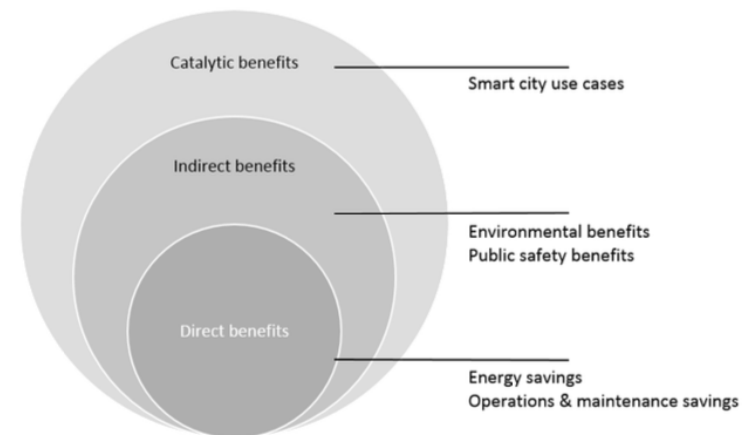 Catalytic benefits
Smart city use cases
Indirect benefits
Environmental benefits
Public safety benefits
Direct benefits
Energy savings
Operations & maintenance savings